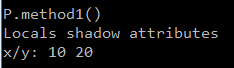 P.method1()
Locals shadow attributes
x/y: 10 20